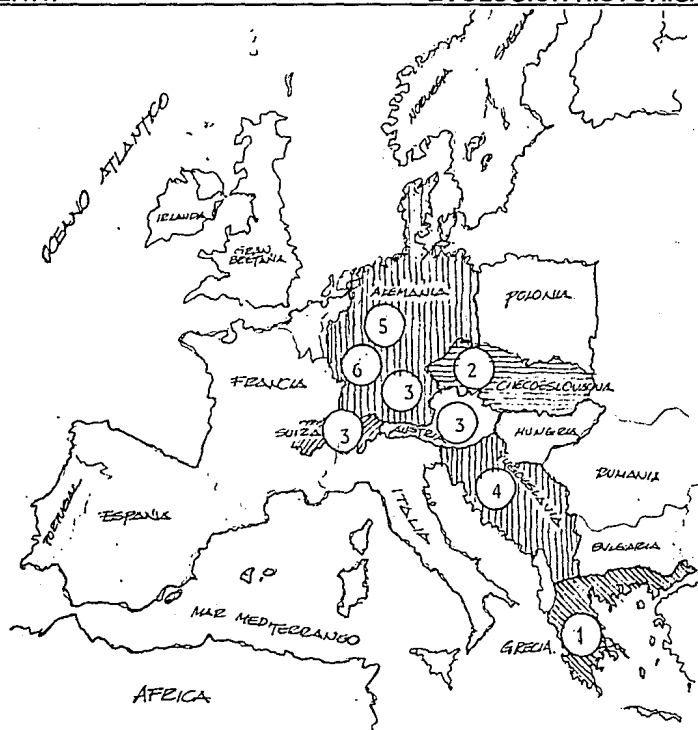 EVOLUCION HISTORICA
OCEANO ATLANTICO
NORUEGA
SUECIA
IRLANDA
GRAN
BRETAÑA
ALEMANIA
POLONIA
5
6
2
3
CHECOESLOVAQUIA
FRANCIA
SUIZA
3
AUSTRIA
3
HUNGRIA
4
YUGOSLAVIA
RUMANIA
ITALIA
PORTUGAL
ESPAÑA
BULGARIA
MAR MEDITERRANEO
GRECIA.
1
AFRICA